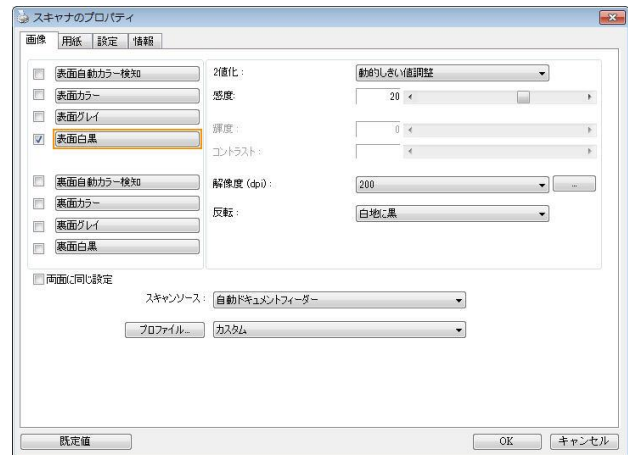 スキャナのプロパティ
画像 用紙 設定 情報
表面自動カラー検知 2値化： 動的しきい値調整
表面カラー 感度: 20
表面グレイ
表面白黒 輝度： 0
コントラスト：
裏面自動カラー検知 解像度 (dpi)： 200 ...
裏面カラー
裏面グレイ 反転： 白地に黒
裏面白黒
両面に同じ設定
スキャンソース： 自動ドキュメントフィーダー
プロファイル... カスタム
既定値 OK キャンセル